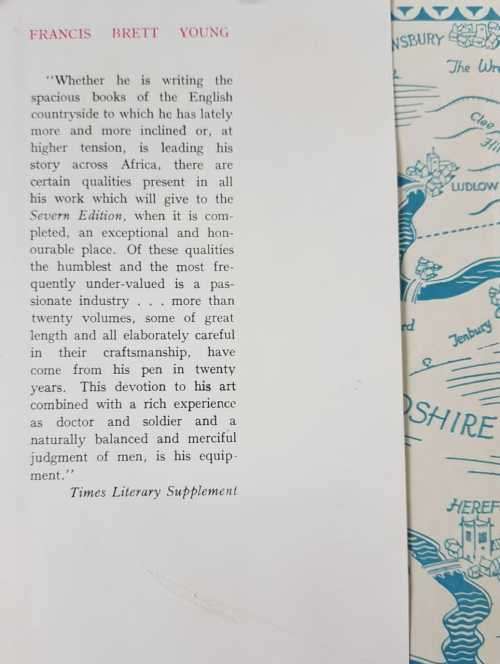 FRANCIS BRETT YOUNG
"Whether he is writing the
spacious books of the English
countryside to which he has lately
more and more inclined or, at
higher tension, is leading his
story across Africa, there are
certain qualities present in all
his work which will give to the
Severn Edition, when it is com-
pleted, an exceptional and hon-
ourable place. Of these qualities
the humblest and the most fre-
quently under-valued is a pas-
sionate industry . . . more than
twenty volumes, some of great
length and all elaborately careful
in their craftsmanship, have
come from his pen in twenty
years. This devotion to his art
combined with a rich experience
as doctor and soldier and a
naturally balanced and merciful
judgment of men, is his equip-
ment."
Times Literary Supplement
WSBURY
The Wre
Clee
Hil
LUDLOW
rd
Tenbury
SHIRE
HEREF